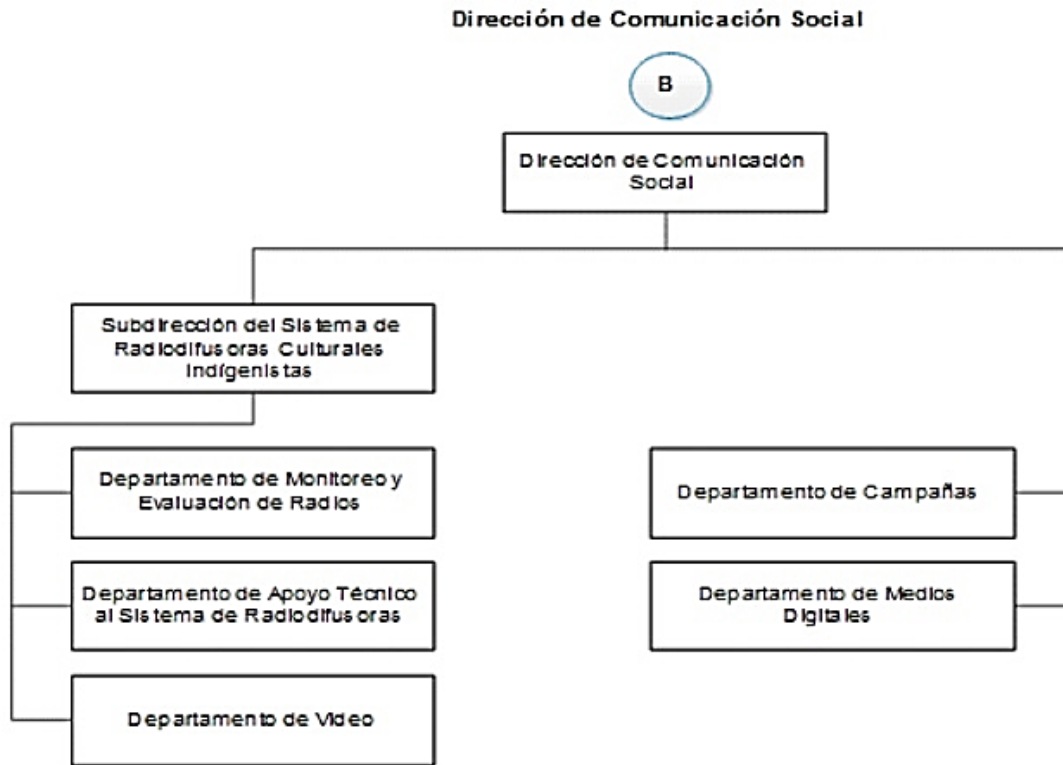 Dirección de Comunicación Social
B
Dirección de Comunicación
Social
Subdirección del Sistema de
Radiodifusoras Culturales
Indígenistas
Departamento de Monitoreo y
Evaluación de Radios
Departamento de Apoyo Técnico
al Sistema de Radiodifusoras
Departamento de Video
Departamento de Campañas
Departamento de Medios
Digitales